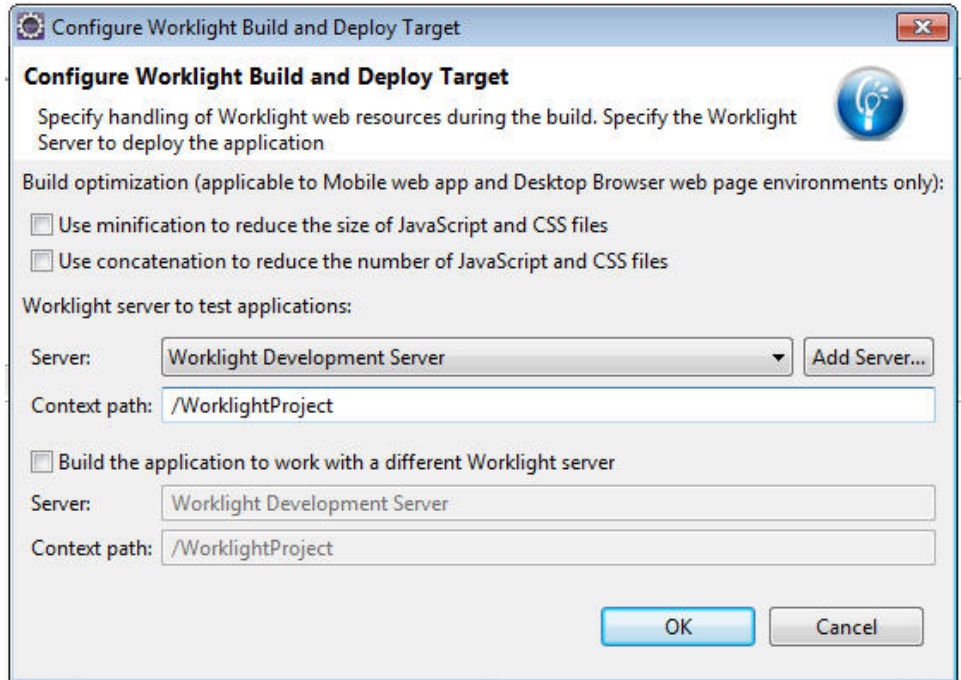 Configure Worklight Build and Deploy Target
Configure Worklight Build and Deploy Target
Specify handling of Worklight web resources during the build. Specify the Worklight
Server to deploy the application
Build optimization (applicable to Mobile web app and Desktop Browser web page environments only):
Use minification to reduce the size of JavaScript and CSS files
Use concatenation to reduce the number of JavaScript and CSS files
Worklight server to test applications:
Server: Worklight Development Server Add Server...
Context path: /WorklightProject
Build the application to work with a different Worklight server
Server: Worklight Development Server
Context path: /WorklightProject
OK Cancel